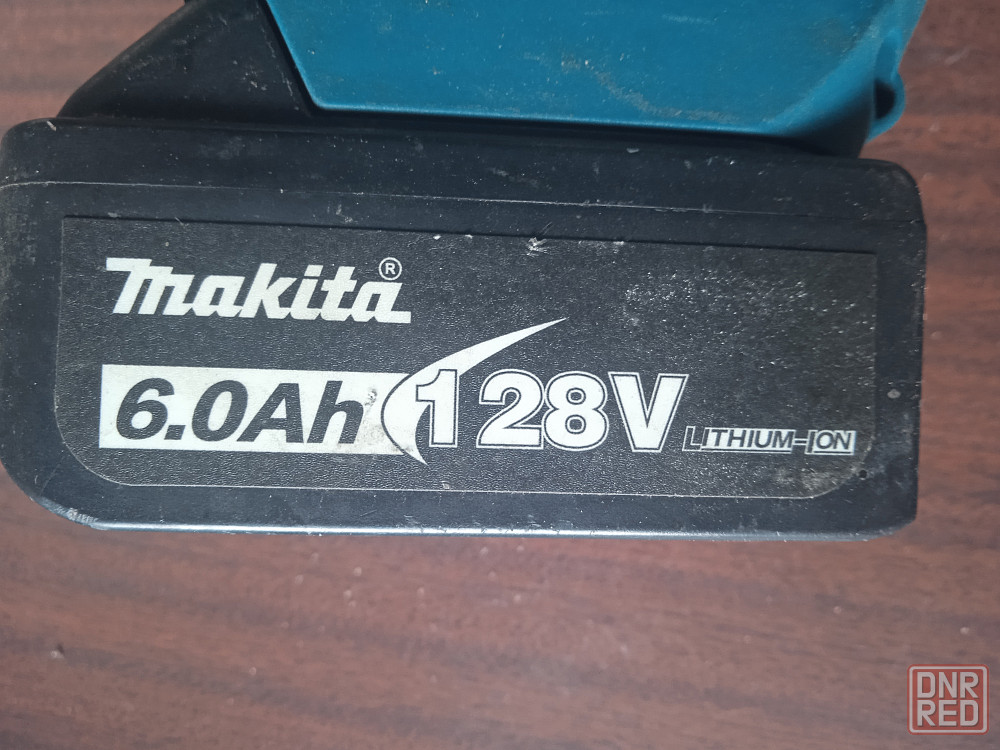 makita®
6.0Ah 128V LITHIUM-ION
DNR
RED